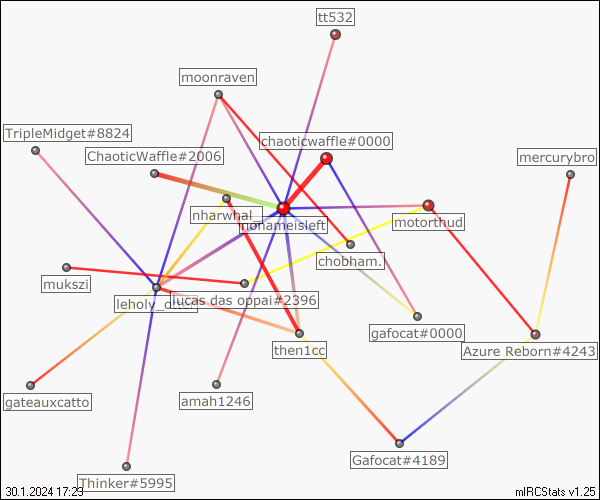 tt532
moonraven
chaoticwaffle#0000
TripleMidget#8824
ChaoticWaffle#2006
mercurybro
nharwhal_
nonameisleft
motorthud
chobham.
mukszi
leholy_otter
lucas das oppai#2396
gafocat#0000
then1cc
Azure Reborn#4243
gateauxcatto
amah1246
Gafocat#4189
Thinker#5995
30.1.2024 17:23
mIRCStats v1.25